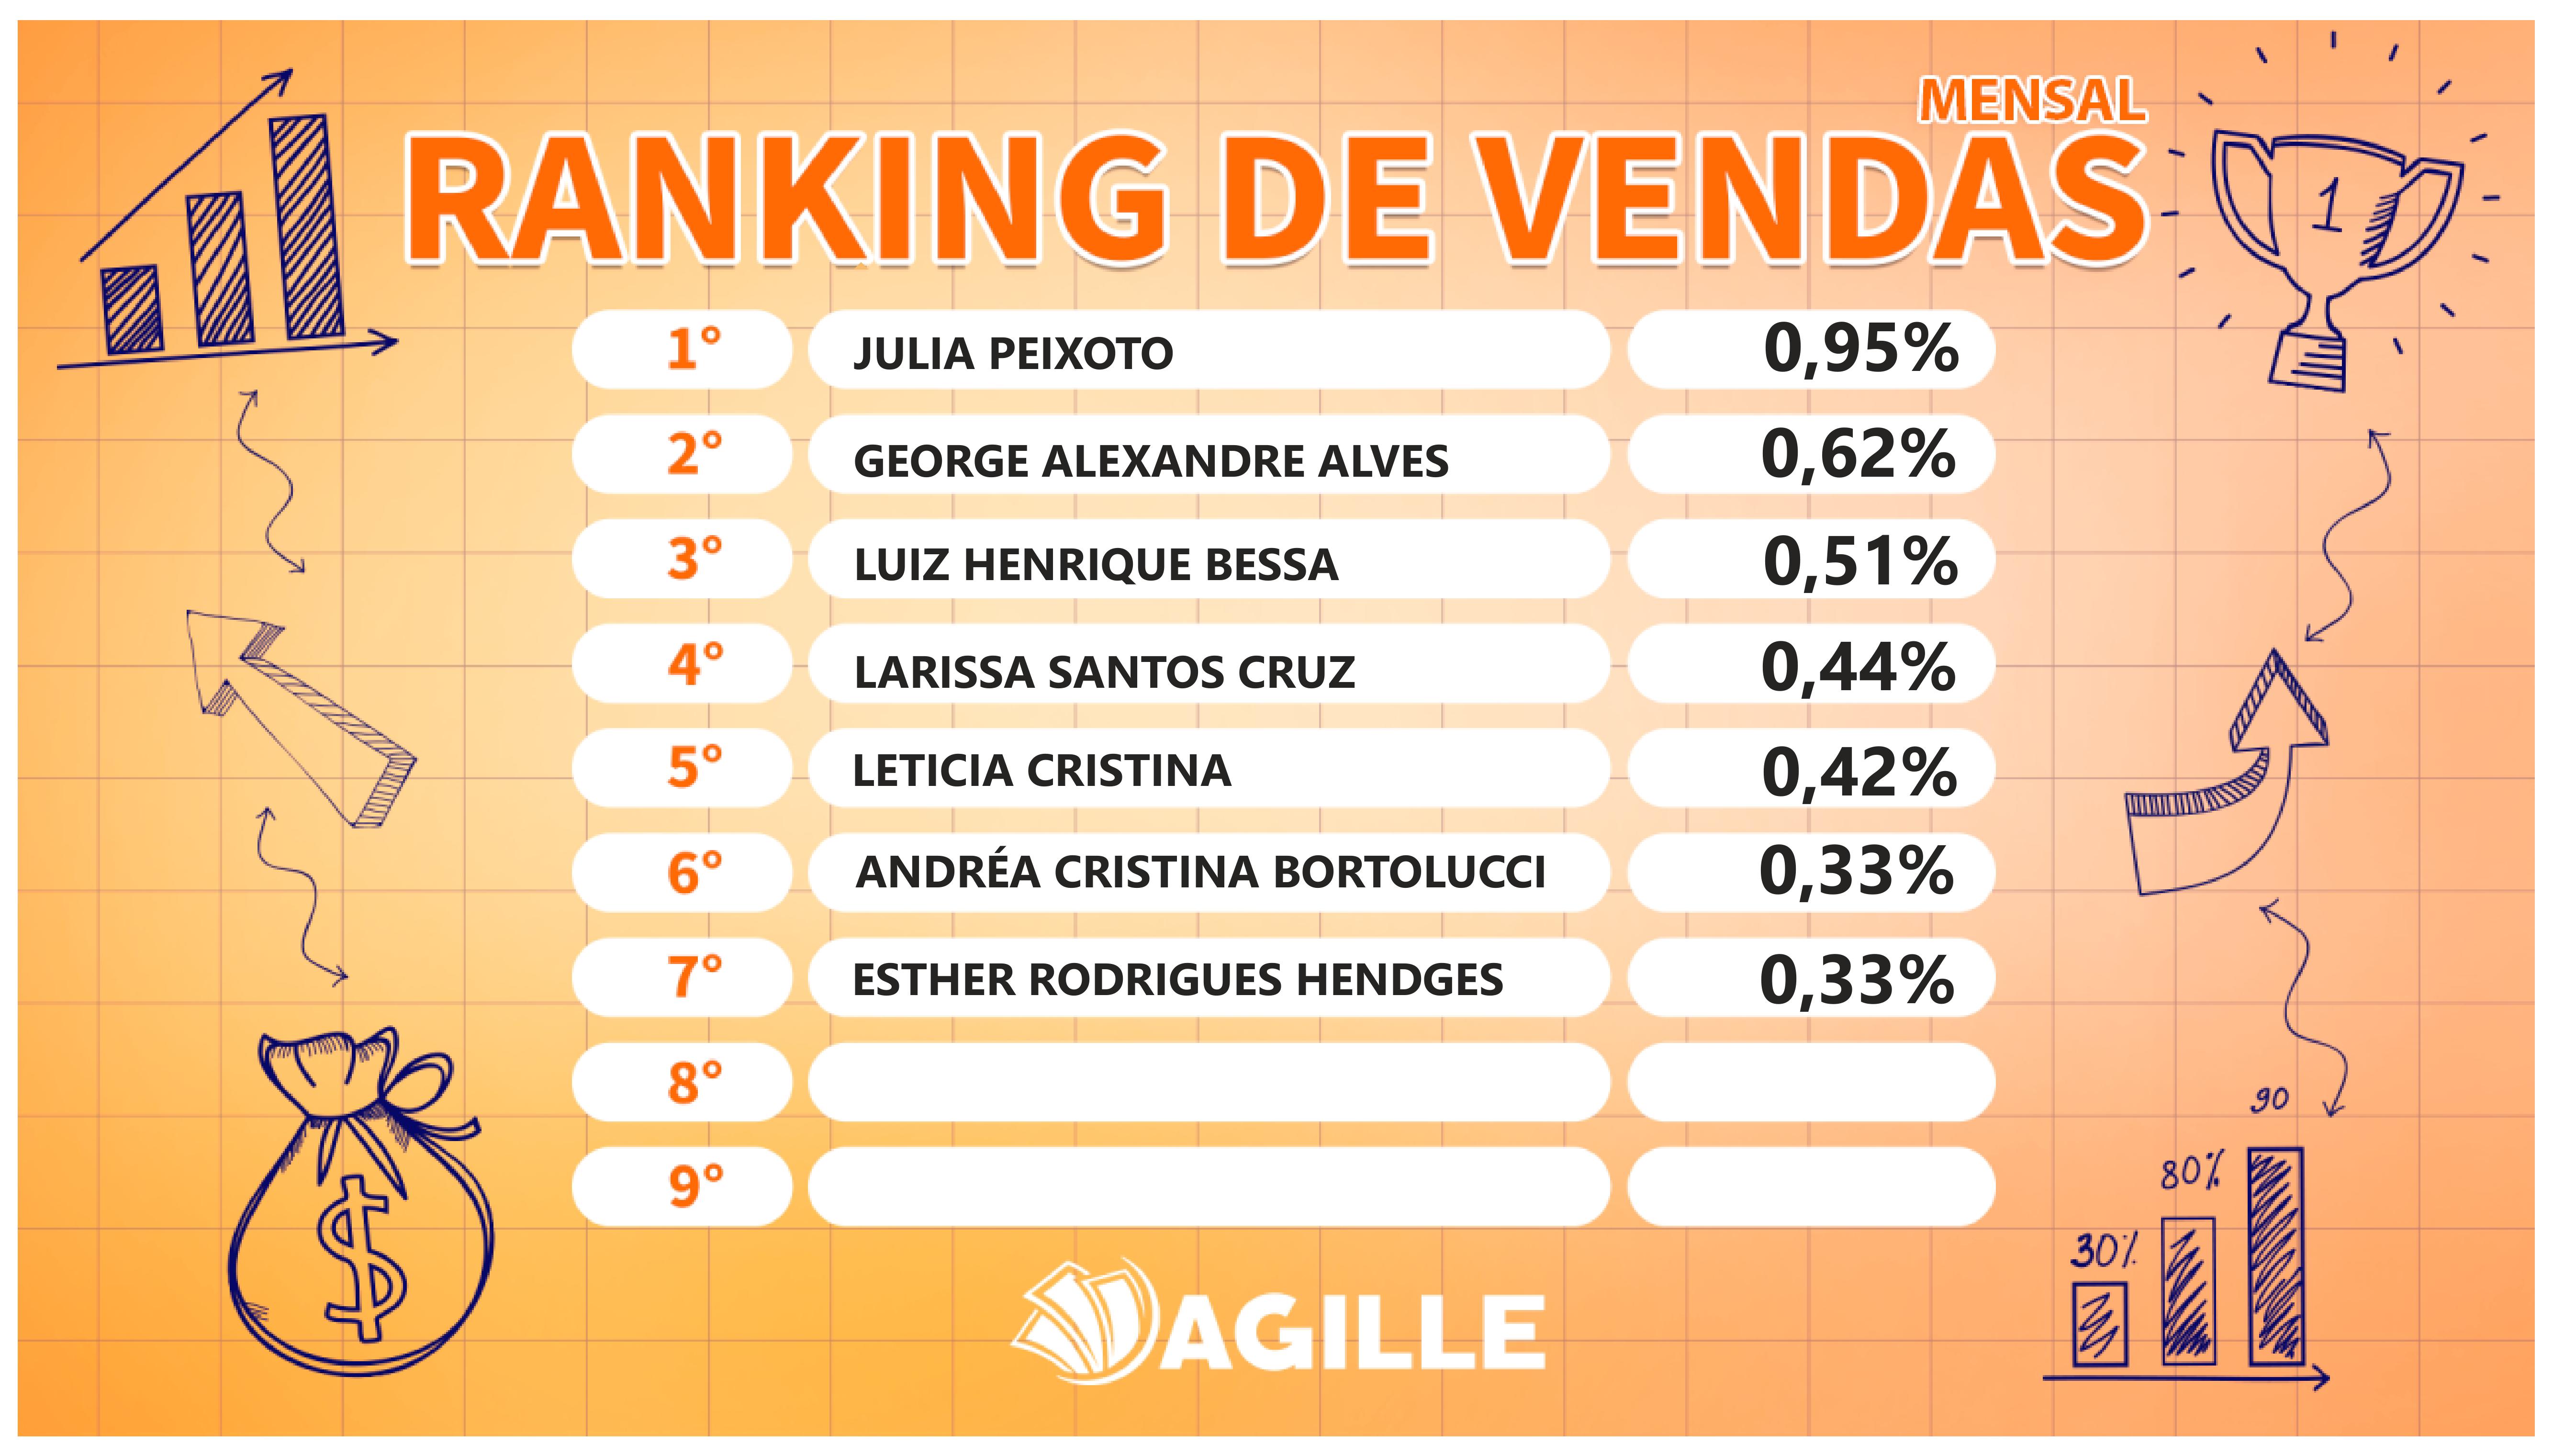 MENSAL
RANKING DE VENDAS
1° JULIA PEIXOTO 0,95%
2° GEORGE ALEXANDRE ALVES 0,62%
3° LUIZ HENRIQUE BESSA 0,51%
4° LARISSA SANTOS CRUZ 0,44%
5° LETICIA CRISTINA 0,42%
6° ANDRÉA CRISTINA BORTOLUCCI 0,33%
7° ESTHER RODRIGUES HENDGES 0,33%
8°
9°
1
$
30%
80%
90
AGILLE